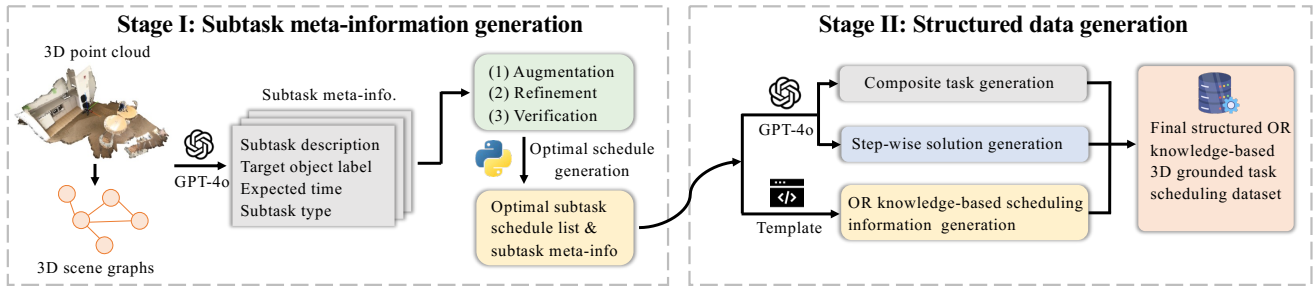 Stage I: Subtask meta-information generation
3D point cloud
3D scene graphs
GPT-4o
Subtask meta-info.
Subtask description
Target object label
Expected time
Subtask type
(1) Augmentation
(2) Refinement
(3) Verification
Optimal schedule
generation
Optimal subtask
schedule list &
subtask meta-info
Stage II: Structured data generation
GPT-4o
Template
Composite task generation
Step-wise solution generation
OR knowledge-based scheduling
information generation
Final structured OR
knowledge-based
3D grounded task
scheduling dataset